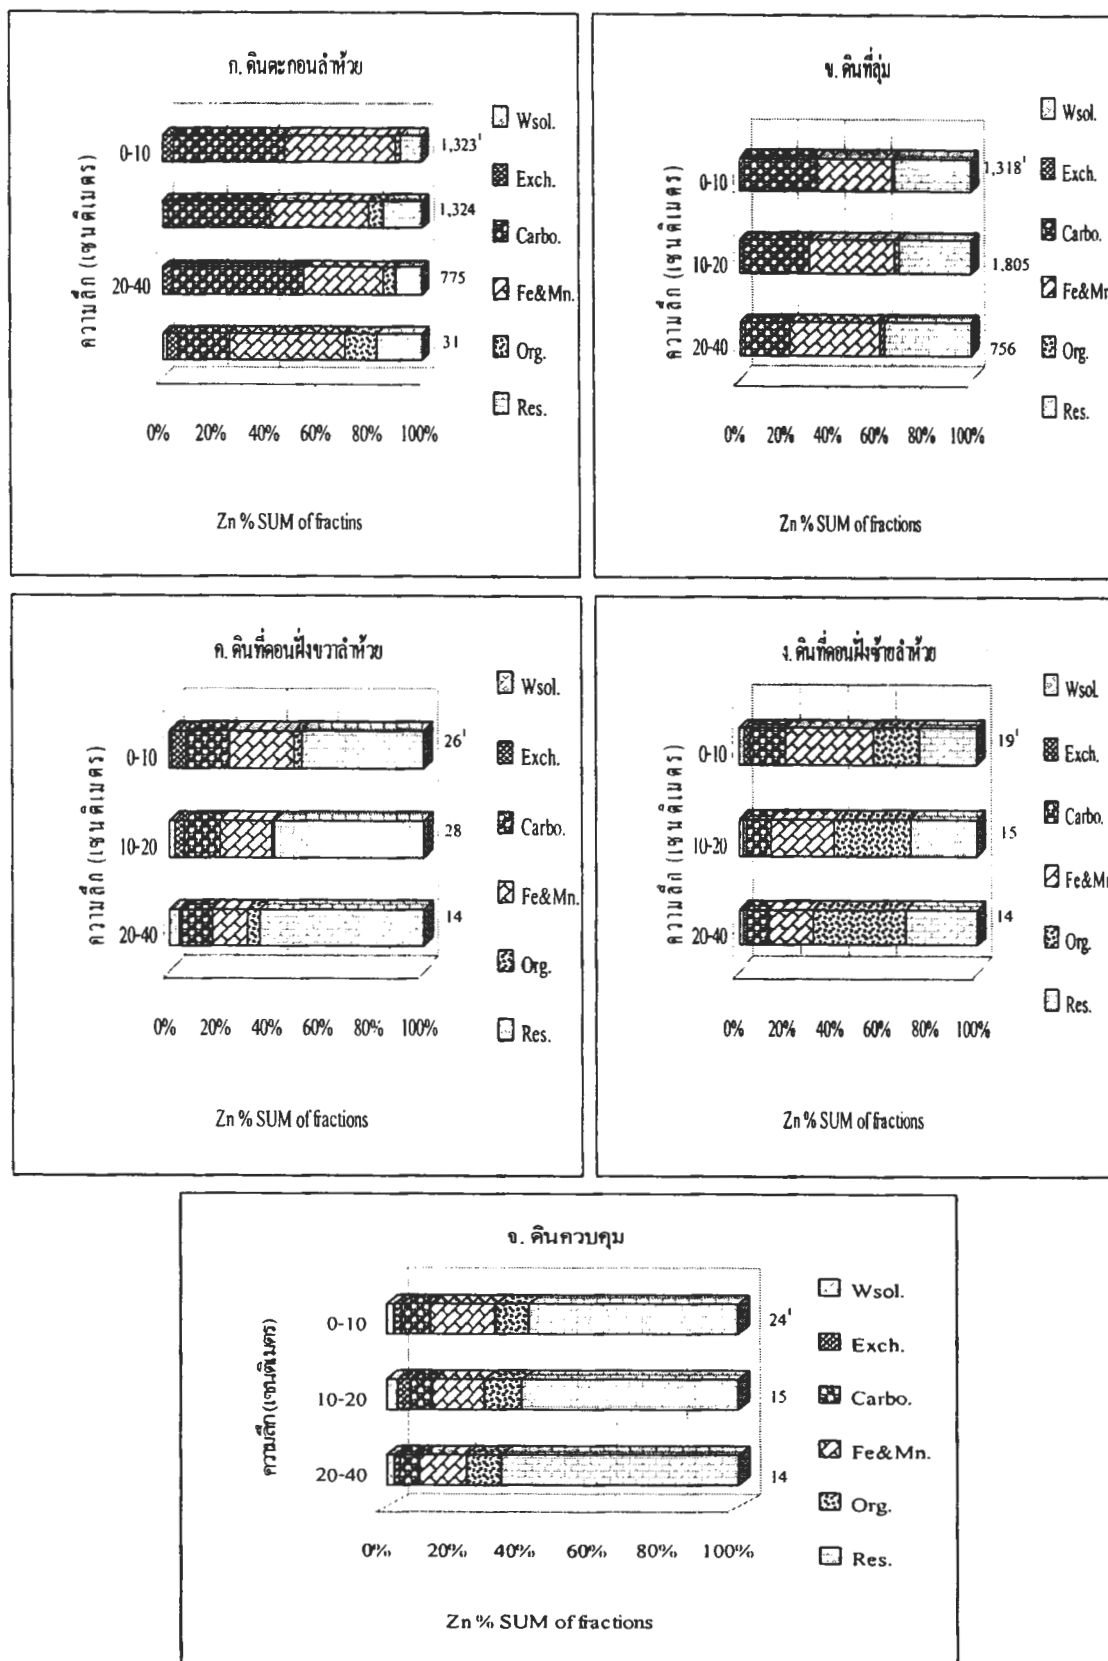 ก. ดินตะกอนลำห้วย
ความลึก (เซนติเมตร)
0-10
20-40
1,323¹
1,324
775
31
Wsol.
Exch.
Carbo.
Fe&Mn.
Org.
Res.
0% 20% 40% 60% 80% 100%
Zn % SUM of fractins
ข. ดินที่ลุ่ม
ความลึก (เซนติเมตร)
0-10
10-20
20-40
1,318¹
1.805
756
Wsol.
Exch.
Carbo.
Fe&Mn
Org.
Res.
0% 20% 40% 60% 80% 100%
Zn % SUM of fractions
ค. ดินที่ดอนฝั่งขวาลำห้วย
ความลึก (เซนติเมตร)
0-10
10-20
20-40
26¹
28
14
Wsol.
Exch.
Carbo.
Fe&Mn.
Org.
Res.
0% 20% 40% 60% 80% 100%
Zn % SUM of fractions
ง. ดินที่ดอนฝั่งซ้ายลำห้วย
ความลึก (เซนติเมตร)
0-10
10-20
20-40
19¹
15
14
Wsol.
Exch.
Carbo.
Fe&Mn
Org.
Res.
0% 20% 40% 60% 80% 100%
Zn % SUM of fractions
จ. ดินควบคุม
ความลึก (เซนติเมตร)
0-10
10-20
20-40
24¹
15
14
Wsol.
Exch.
Carbo.
Fe&Mn.
Org.
Res.
0% 20% 40% 60% 80% 100%
Zn % SUM of fractions